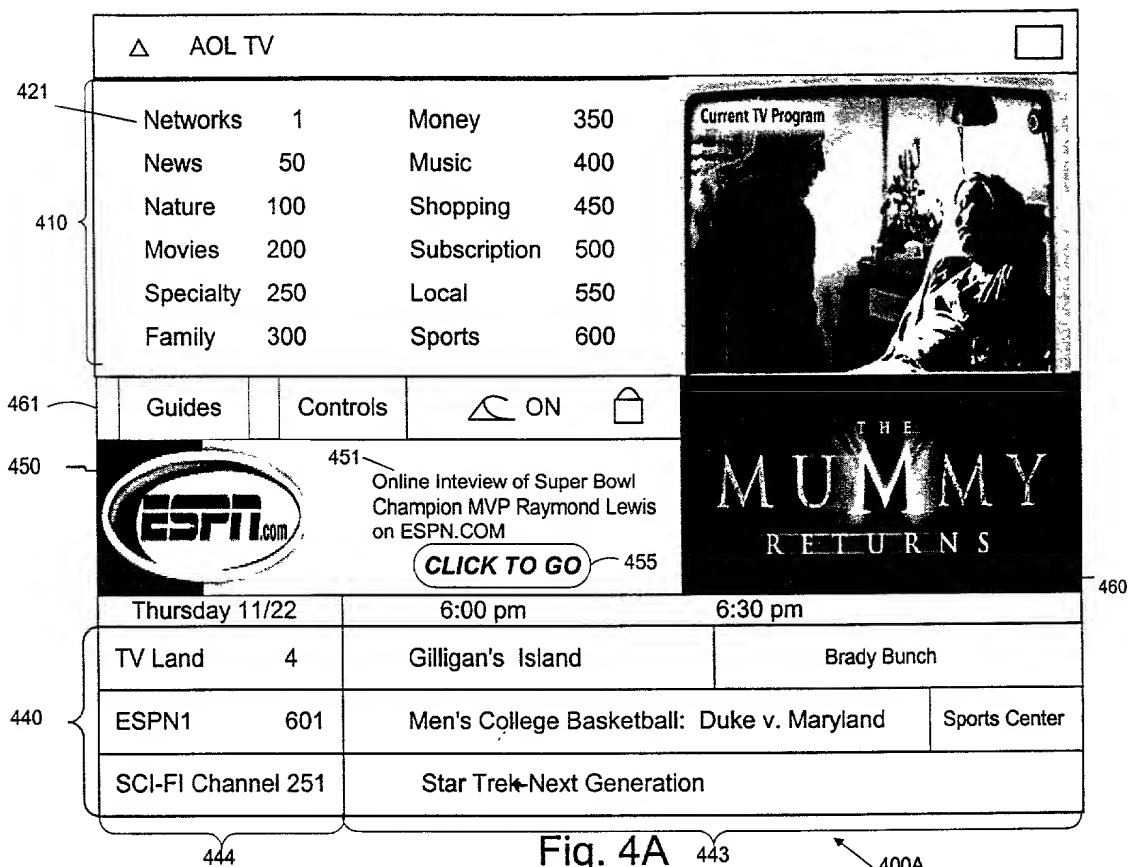 AOL TV
421
Networks 1 Money 350
News 50 Music 400
Nature 100 Shopping 450
410
Movies 200 Subscription 500
Specialty 250 Local 550
Family 300 Sports 600
Current TV Program
461
Guides Controls ON
450
ESPN.com
451
Online Inteview of Super Bowl
Champion MVP Raymond Lewis
on ESPN.COM
CLICK TO GO
455
THE
MUMMY
RETURNS
460
Thursday 11/22 6:00 pm 6:30 pm
TV Land 4 Gilligan's Island Brady Bunch
440
ESPN1 601 Men's College Basketball: Duke v. Maryland Sports Center
SCI-FI Channel 251 Star Trek-Next Generation
444
Fig. 4A
443
400A